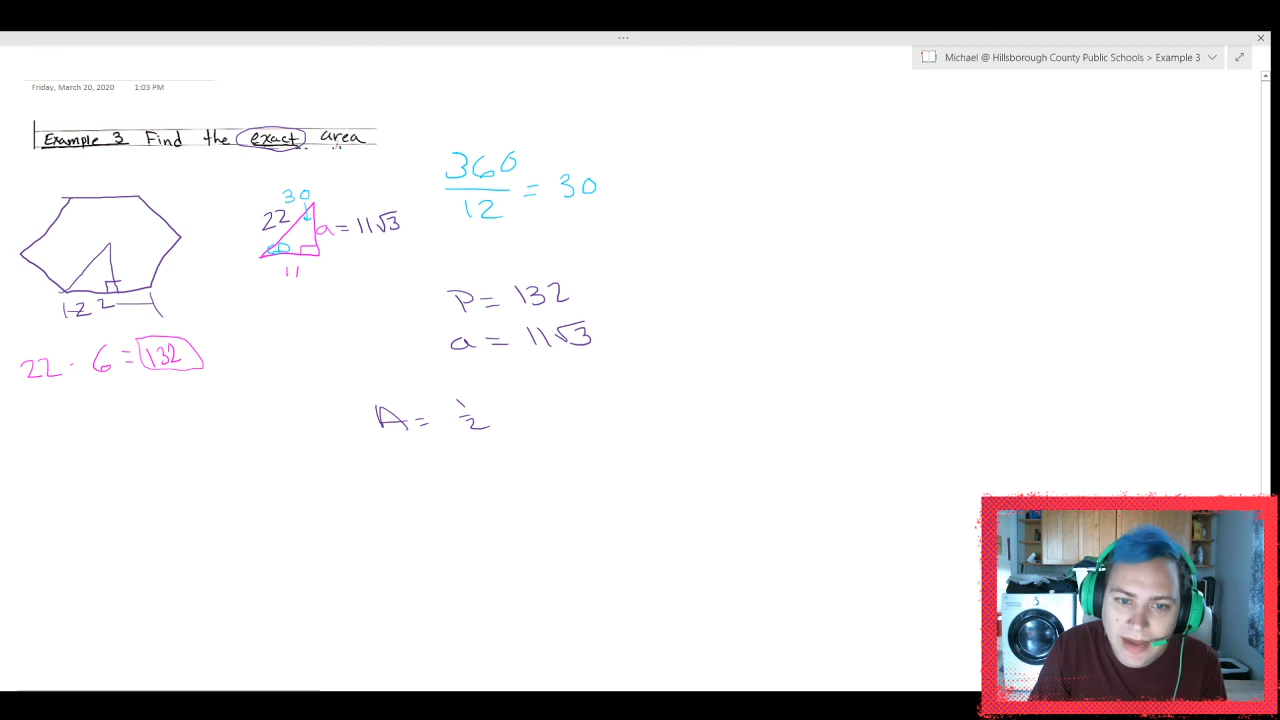 Michael @ Hillsborough County Public Schools > Example 3
Friday, March 20, 2020 1:03 PM
Example 3 Find the exact area
360
12
= 30
30
22
a = 11√3
60
11
22
P = 132
a = 11√3
22 · 6 = 132
A = 1/2